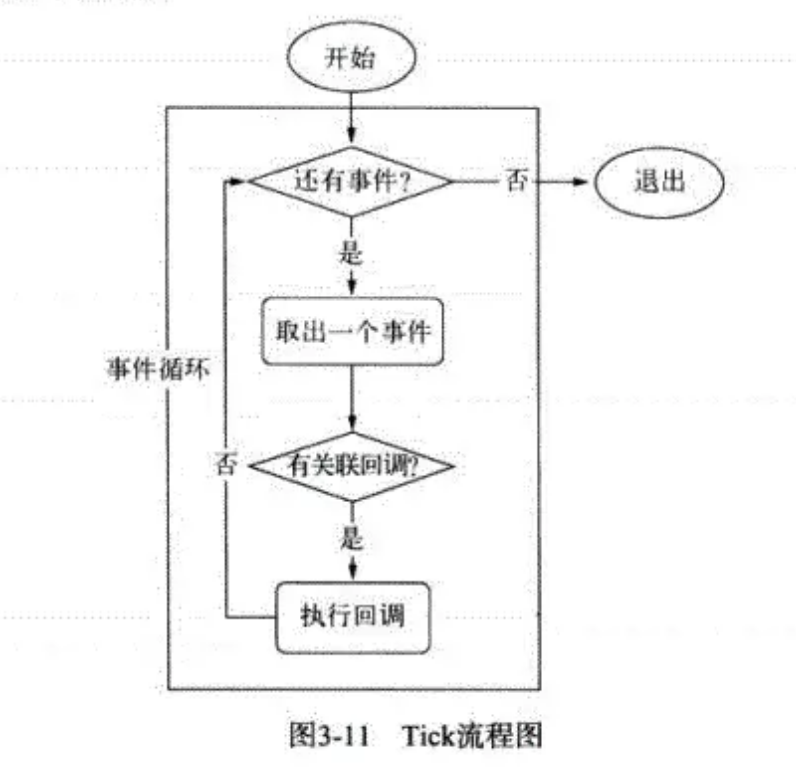 开始
还有事件?
否
退出
是
取出一个事件
事件循环
有关联回调?
否
是
执行回调
图3-11 Tick流程图